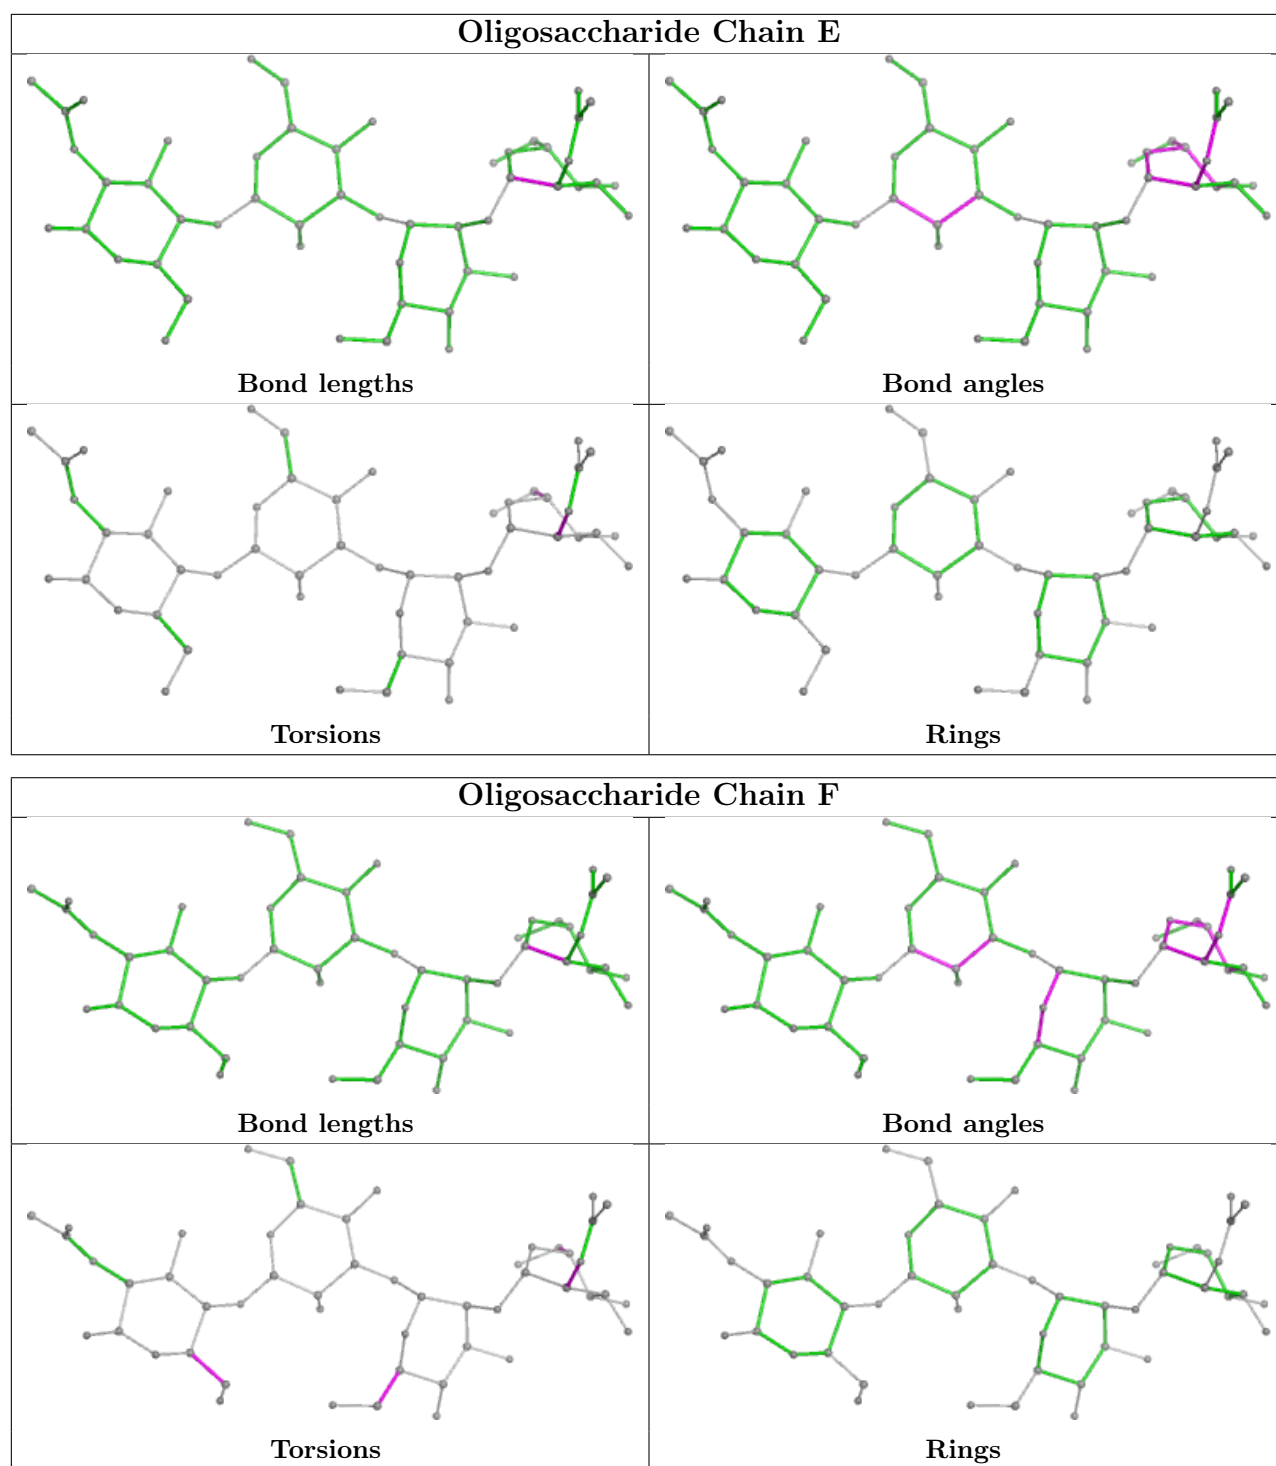 Oligosaccharide Chain E
Bond lengths
Bond angles
Torsions
Rings
Oligosaccharide Chain F
Bond lengths
Bond angles
Torsions
Rings